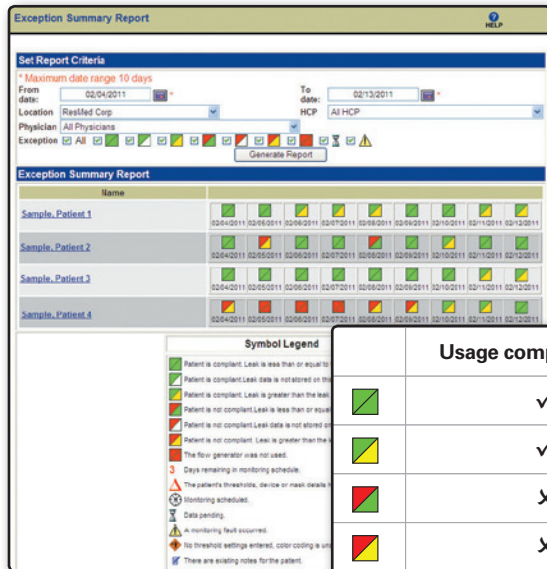 Exception Summary Report
HELP
Set Report Criteria
* Maximum date range 10 days
From date: 02/04/2011 * To date: 02/13/2011 *
Location ResMed Corp HCP All HCP
Physician All Physicians
Exception All
Generate Report
Exception Summary Report
Name
Sample, Patient 1
02/04/2011 02/05/2011 02/06/2011 02/07/2011 02/08/2011 02/09/2011 02/10/2011 02/11/2011 02/12/2011
Sample, Patient 2
02/04/2011 02/05/2011 02/06/2011 02/07/2011 02/08/2011 02/09/2011 02/10/2011 02/11/2011 02/12/2011
Sample, Patient 3
02/04/2011 02/05/2011 02/06/2011 02/07/2011 02/08/2011 02/09/2011 02/10/2011 02/11/2011 02/12/2011
Sample, Patient 4
02/04/2011 02/05/2011 02/06/2011 02/07/2011 02/08/2011 02/09/2011 02/10/2011 02/11/2011 02/12/2011
Symbol Legend
Patient is compliant. Leak is less than or equal to
Patient is compliant.Leak data is not stored on this
Patient is compliant. Leak is greater than the leak
Patient is not compliant.Leak is less than or equal
Patient is not compliant.Leak data is not stored on
Patient is not compliant. Leak is greater than the
The flow generator was not used.
3 Days remaining in monitoring schedule.
The patient's thresholds, device or mask details
Monitoring scheduled.
Data pending.
A monitoring fault occurred.
No threshold settings entered, color coding is
There are existing notes for the patient.
Usage